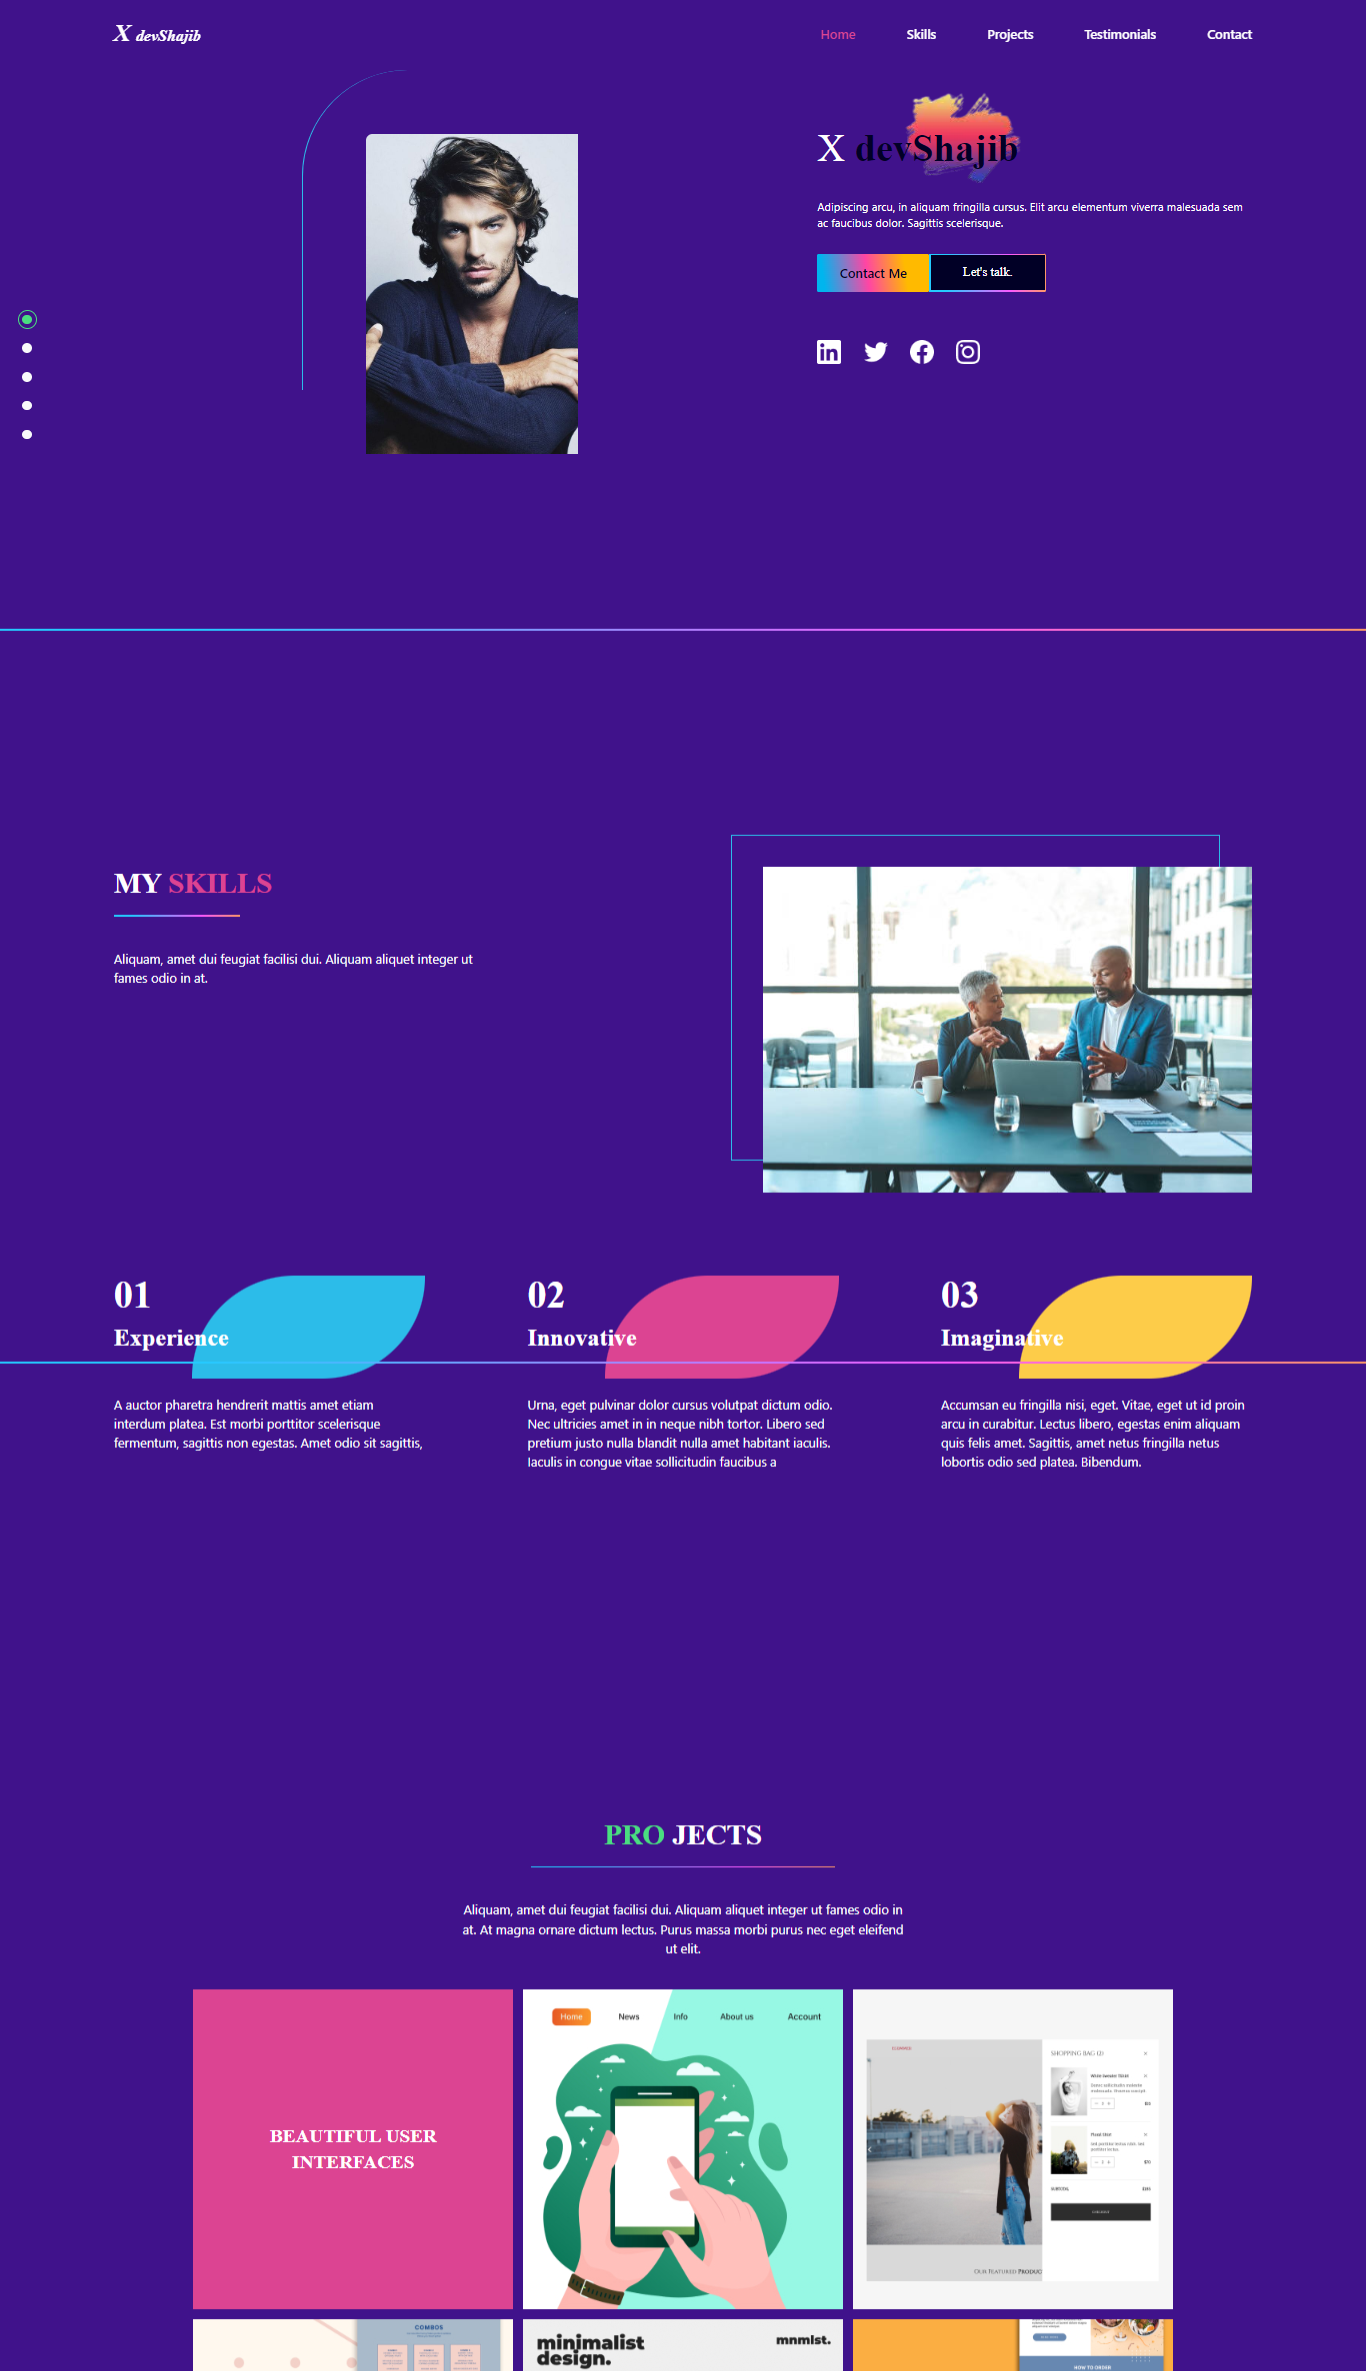 X devShajib
Home Skills Projects Testimonials Contact
X devShajib
Adipiscing arcu, in aliquam fringilla cursus. Elit arcu elementum viverra malesuada sem
ac faucibus dolor. Sagittis scelerisque.
Contact Me
Let's talk.
MY SKILLS
Aliquam, amet dui feugiat facilisi dui. Aliquam aliquet integer ut
fames odio in at.
01
Experience
A auctor pharetra hendrerit mattis amet etiam
interdum platea. Est morbi porttitor scelerisque
fermentum, sagittis non egestas. Amet odio sit sagittis,
02
Innovative
Urna, eget pulvinar dolor cursus volutpat dictum odio.
Nec ultricies amet in in neque nibh tortor. Libero sed
pretium justo nulla blandit nulla amet habitant iaculis.
Iaculis in congue vitae sollicitudin faucibus a
03
Imaginative
Accumsan eu fringilla nisi, eget. Vitae, eget ut id proin
arcu in curabitur. Lectus libero, egestas enim aliquam
quis felis amet. Sagittis, amet netus fringilla netus
lobortis odio sed platea. Bibendum.
PRO JECTS
Aliquam, amet dui feugiat facilisi dui. Aliquam aliquet integer ut fames odio in
at. At magna ornare dictum lectus. Purus massa morbi purus nec eget eleifend
ut elit.
BEAUTIFUL USER
INTERFACES
Home News Info About us Account
SHOPPING BAG (2)
SUBTOTAL
OUR FEATURED PRODUC
COMBOS
minimalist
design.
mnmlst.
HOW TO ORDER